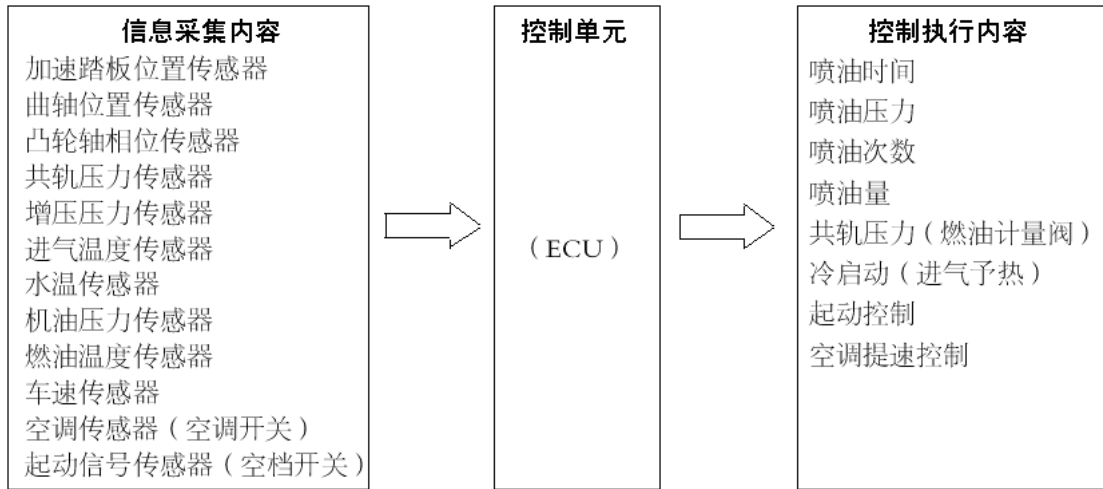 信息采集内容
加速踏板位置传感器
曲轴位置传感器
凸轮轴相位传感器
共轨压力传感器
增压压力传感器
进气温度传感器
水温传感器
机油压力传感器
燃油温度传感器
车速传感器
空调传感器（空调开关）
起动信号传感器（空档开关）
控制单元
（ECU）
控制执行内容
喷油时间
喷油压力
喷油次数
喷油量
共轨压力（燃油计量阀）
冷启动（进气予热）
起动控制
空调提速控制